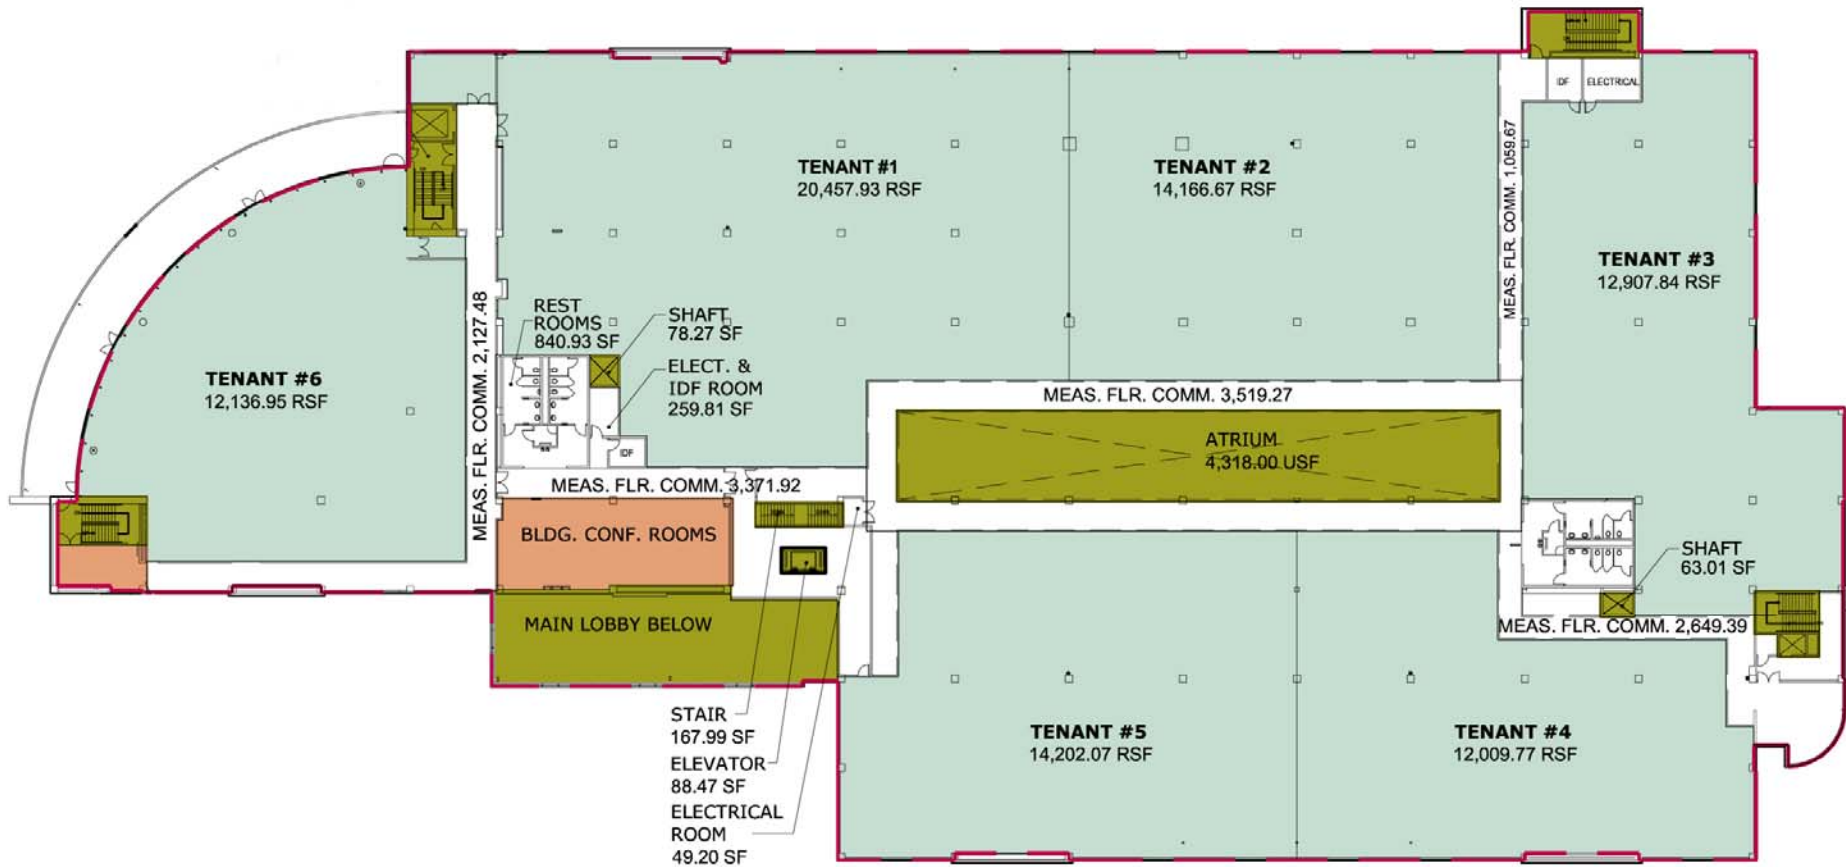 IDF
ELECTRICAL
TENANT #1
20,457.93 RSF
TENANT #2
14,166.67 RSF
MEAS. FLR. COMM. 1,059.67
TENANT #3
12,907.84 RSF
REST
ROOMS
840.93 SF
SHAFT
78.27 SF
ELECT. &
IDF ROOM
259.81 SF
IDF
TENANT #6
12,136.95 RSF
MEAS. FLR. COMM. 2,127.48
MEAS. FLR. COMM. 3,519.27
ATRIUM
4,318.00 USF
MEAS. FLR. COMM. 3,371.92
BLDG. CONF. ROOMS
MAIN LOBBY BELOW
SHAFT
63.01 SF
MEAS. FLR. COMM. 2,649.39
STAIR
167.99 SF
ELEVATOR
88.47 SF
ELECTRICAL
ROOM
49.20 SF
TENANT #5
14,202.07 RSF
TENANT #4
12,009.77 RSF